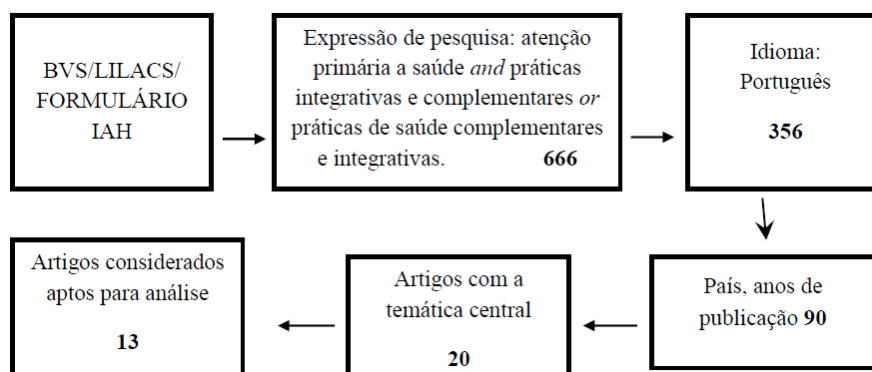 BVS/LILACS/
FORMULÁRIO
IAH
Expressão de pesquisa: atenção
primária a saúde and práticas
integrativas e complementares or
práticas de saúde complementares
e integrativas. 666
Idioma:
Português
356
País, anos de
publicação 90
Artigos com a
temática central
20
Artigos considerados
aptos para análise
13